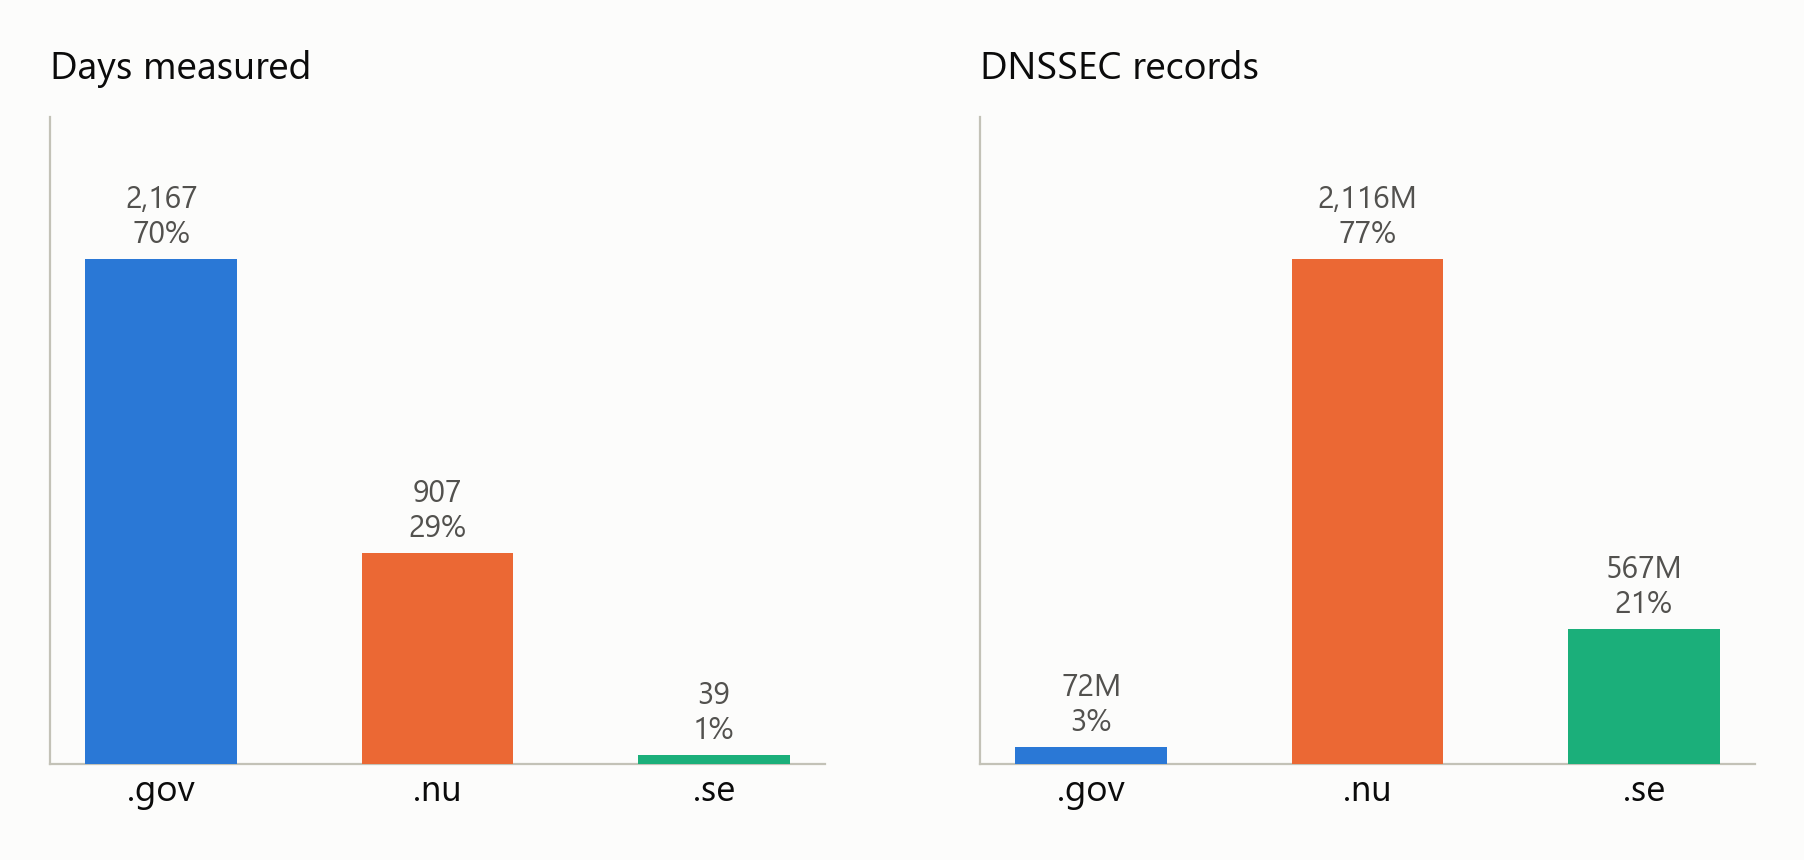 Days measured
2,167
70%
907
29%
39
1%
.gov
.nu
.se
DNSSEC records
2,116M
77%
567M
21%
72M
3%
.gov
.nu
.se